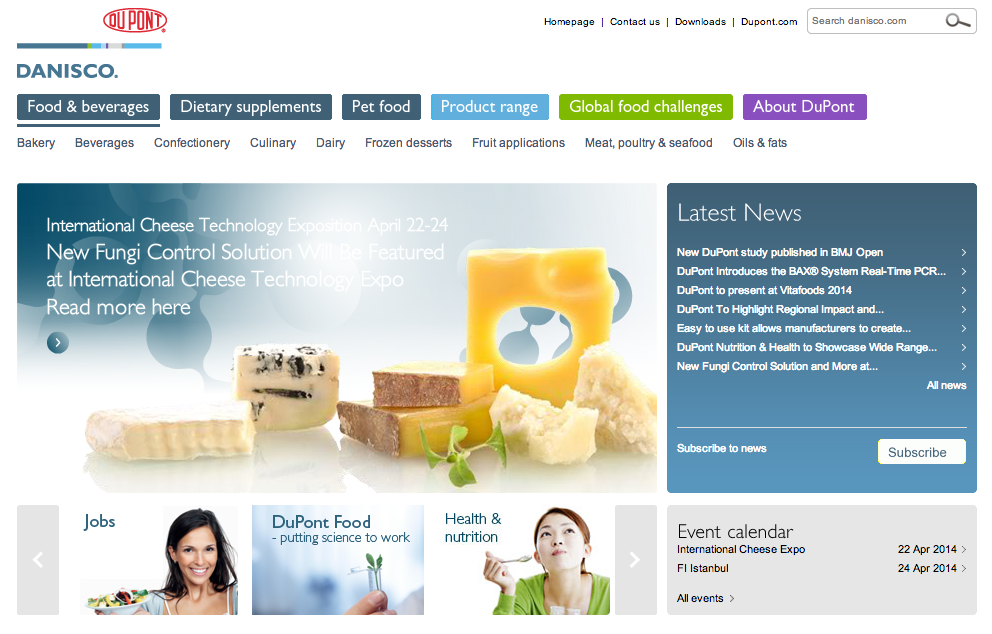 DU PONT
Homepage | Contact us | Downloads | Dupont.com
Search danisco.com
DANISCO.
Food & beverages
Dietary supplements
Pet food
Product range
Global food challenges
About DuPont
Bakery
Beverages
Confectionery
Culinary
Dairy
Frozen desserts
Fruit applications
Meat, poultry & seafood
Oils & fats
International Cheese Technology Exposition April 22-24
New Fungi Control Solution Will Be Featured
at International Cheese Technology Expo
Read more here
Latest News
New DuPont study published in BMJ Open
DuPont Introduces the BAX® System Real-Time PCR...
DuPont to present at Vitafoods 2014
DuPont To Highlight Regional Impact and...
Easy to use kit allows manufacturers to create...
DuPont Nutrition & Health to Showcase Wide Range...
New Fungi Control Solution and More at...
All news
Subscribe to news
Subscribe
Jobs
DuPont Food
- putting science to work
Health &
nutrition
Event calendar
International Cheese Expo 22 Apr 2014
FI Istanbul 24 Apr 2014
All events